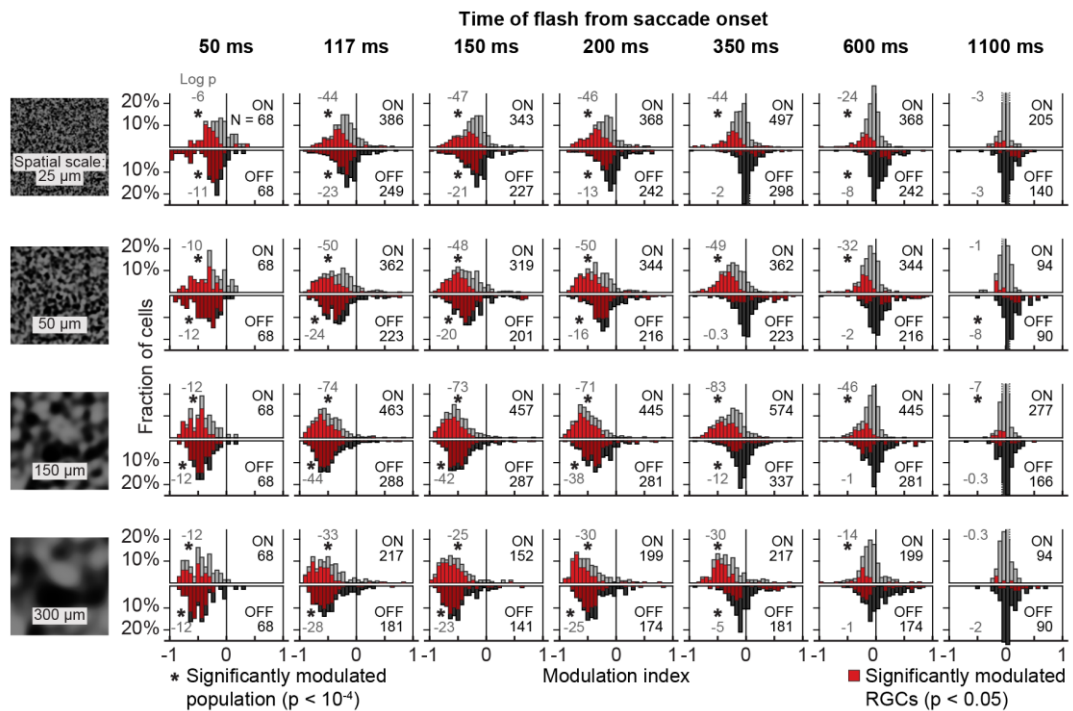 Time of flash from saccade onset
50 ms 117 ms 150 ms 200 ms 350 ms 600 ms 1100 ms
Log p
-6 -44 -47 -46 -44 -24 -3
20% * ON * ON * ON * ON * ON * ON ON
10% N = 68 386 343 368 497 368 205
Spatial scale:
25 µm
10% * OFF * OFF * OFF * OFF OFF * OFF OFF
20% -11 68 -23 249 -21 227 -13 242 -2 298 -8 242 -3 140
-10 -50 -48 -50 -49 -32 -1
20% * ON * ON * ON * ON * ON * ON ON
10% 68 362 319 344 362 344 94
50 µm
10% * OFF * OFF * OFF * OFF OFF OFF * OFF
20% -12 68 -24 223 -20 201 -16 216 -0.3 223 -2 216 -8 90
Fraction of cells
-12 -74 -73 -71 -83 -46 -7
20% * ON * ON * ON * ON * ON * ON * ON
10% 68 463 457 445 574 445 277
150 µm
10% * OFF * OFF * OFF * OFF * OFF OFF OFF
20% -12 68 -44 288 -42 287 -38 281 -12 337 -1 281 -0.3 166
-12 -33 -25 -30 -30 -14 -0.3
20% * ON * ON * ON * ON * ON * ON ON
10% 68 217 152 199 217 199 94
300 µm
10% * OFF * OFF * OFF * OFF * OFF OFF OFF
20% -12 68 -28 181 -23 141 -25 174 -5 181 -1 174 -2 90
-1 0 1 -1 0 1 -1 0 1 -1 0 1 -1 0 1 -1 0 1 -1 0 1
* Significantly modulated
population (p < 10⁻⁴)
Modulation index
Significantly modulated
RGCs (p < 0.05)